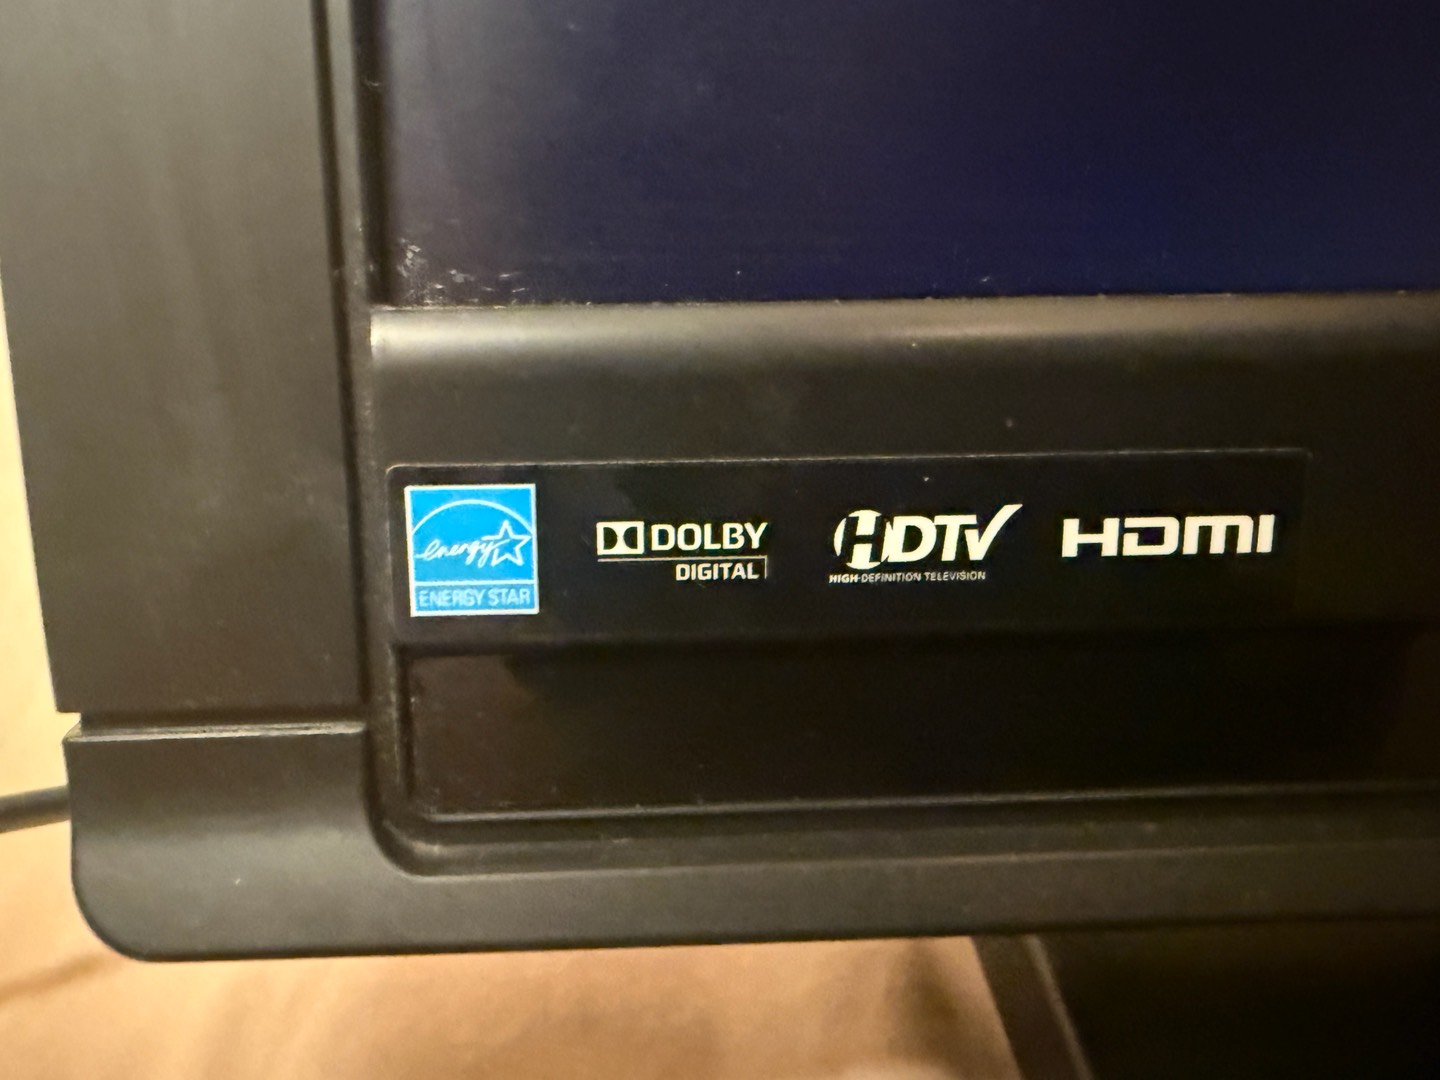 energy
ENERGY STAR
DOLBY
DIGITAL
HDTV
HIGH-DEFINITION TELEVISION
HDMI